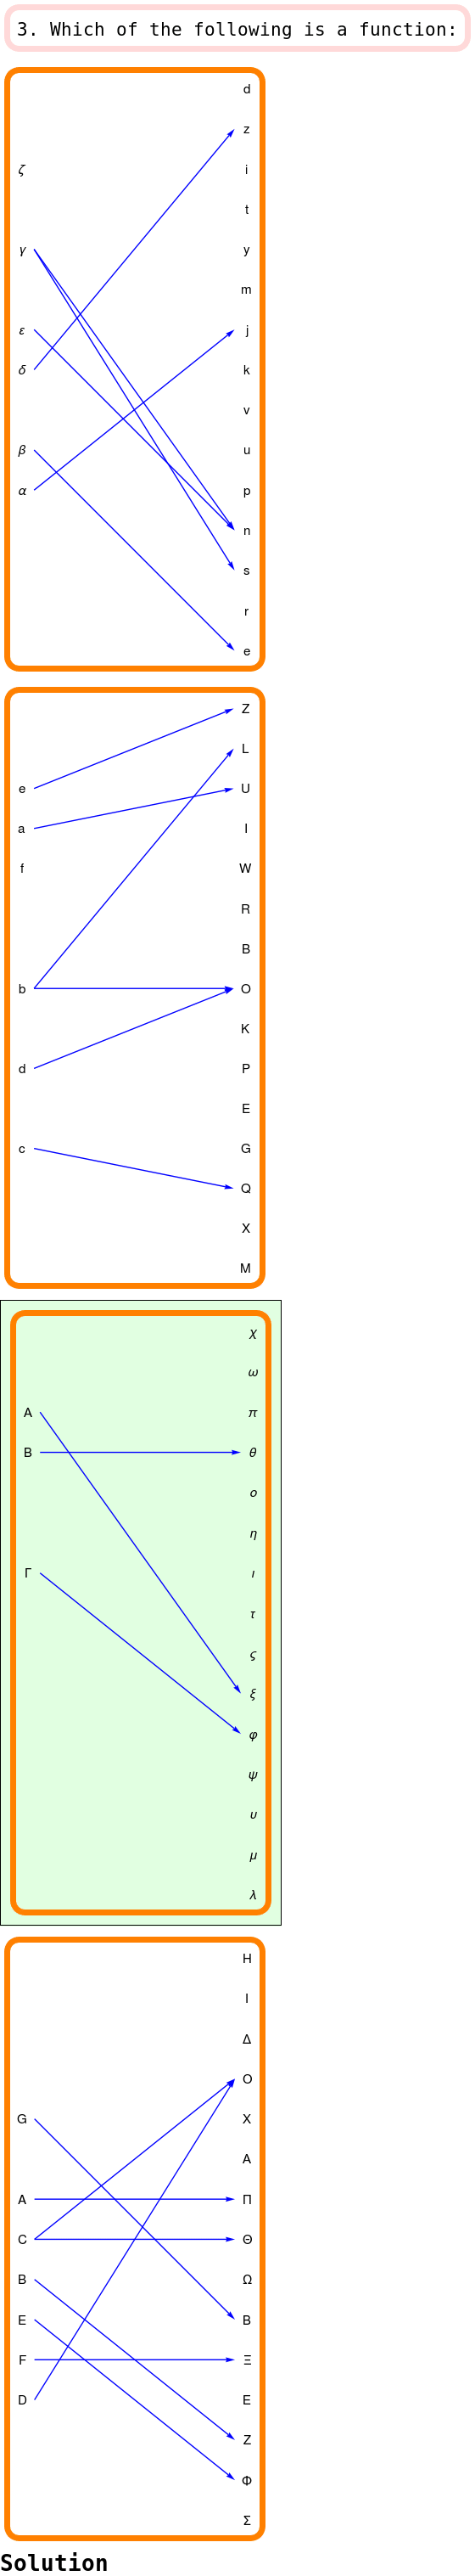 3. Which of the following is a function:
d
z
ζ i
t
γ y
m
ε j
δ k
v
β u
α p
n
s
r
e
Z
L
e U
a I
f W
R
B
b O
K
d P
E
c G
Q
X
M
χ
ω
Α π
Β θ
ο
η
Γ ι
τ
ς
ξ
φ
ψ
υ
μ
λ
Η
Ι
Δ
Ο
G Χ
Α
A Π
C Θ
B Ω
E Β
F Ξ
D Ε
Ζ
Φ
Σ
Solution